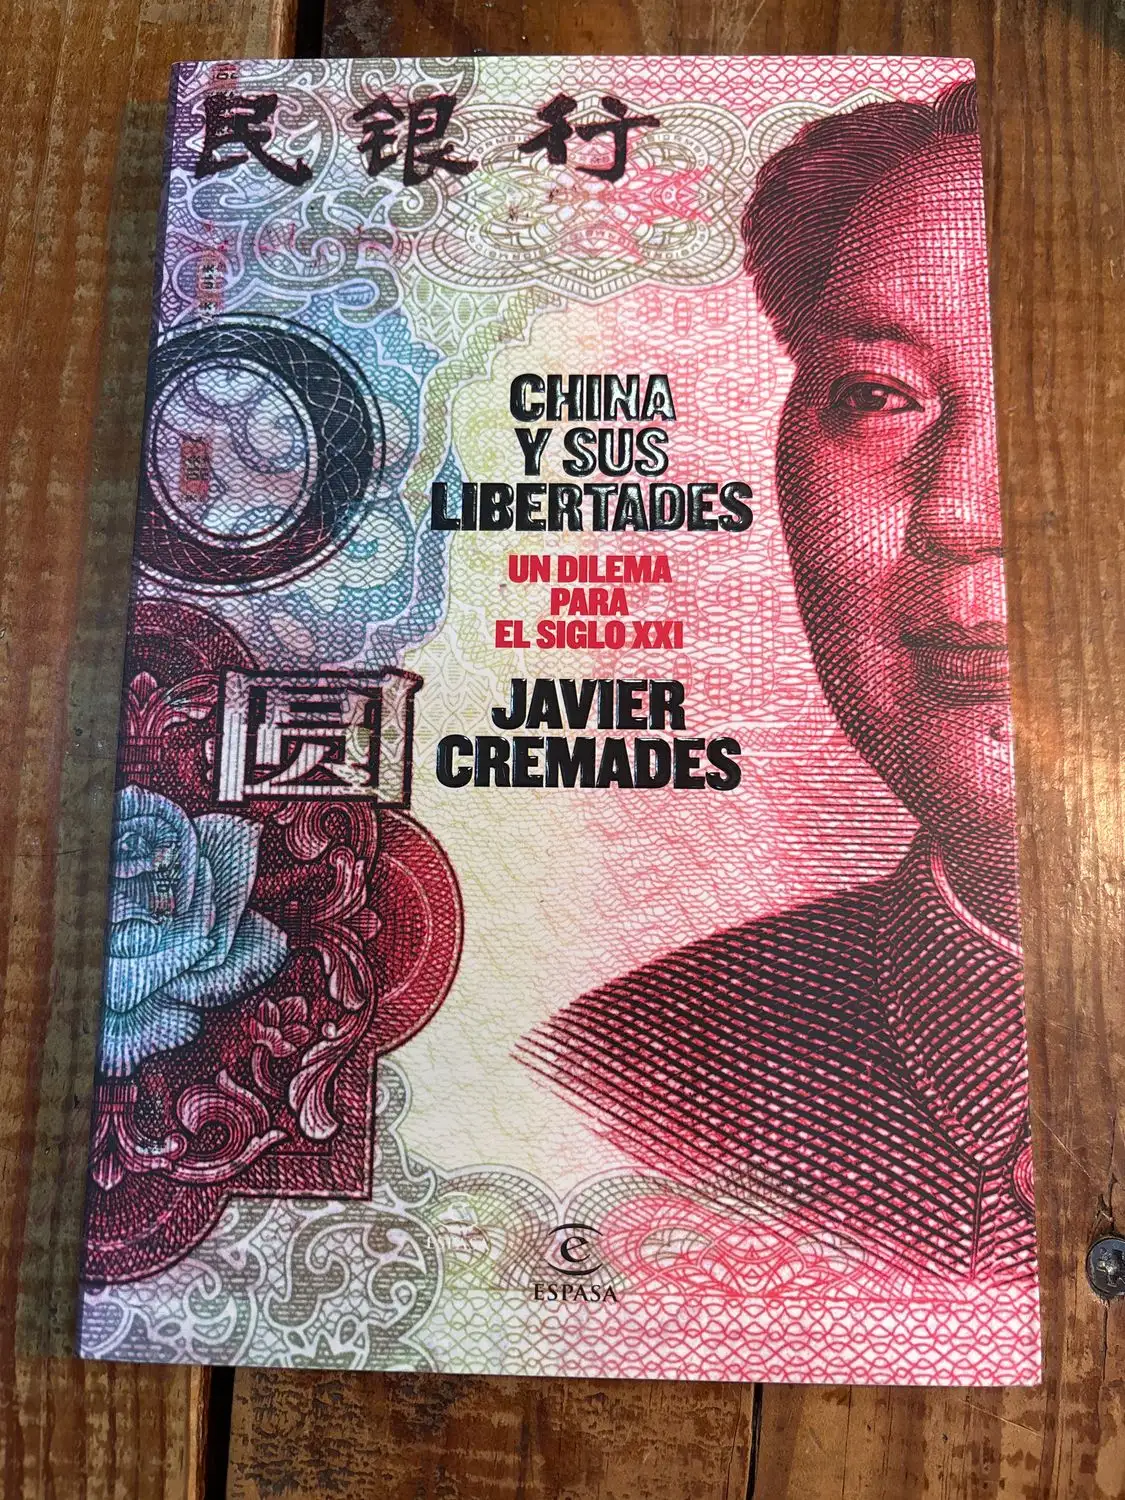 民银行
CHINA
Y SUS
LIBERTADES
UN DILEMA
PARA
EL SIGLO XXI
JAVIER
CREMADES
圆
e
ESPASA